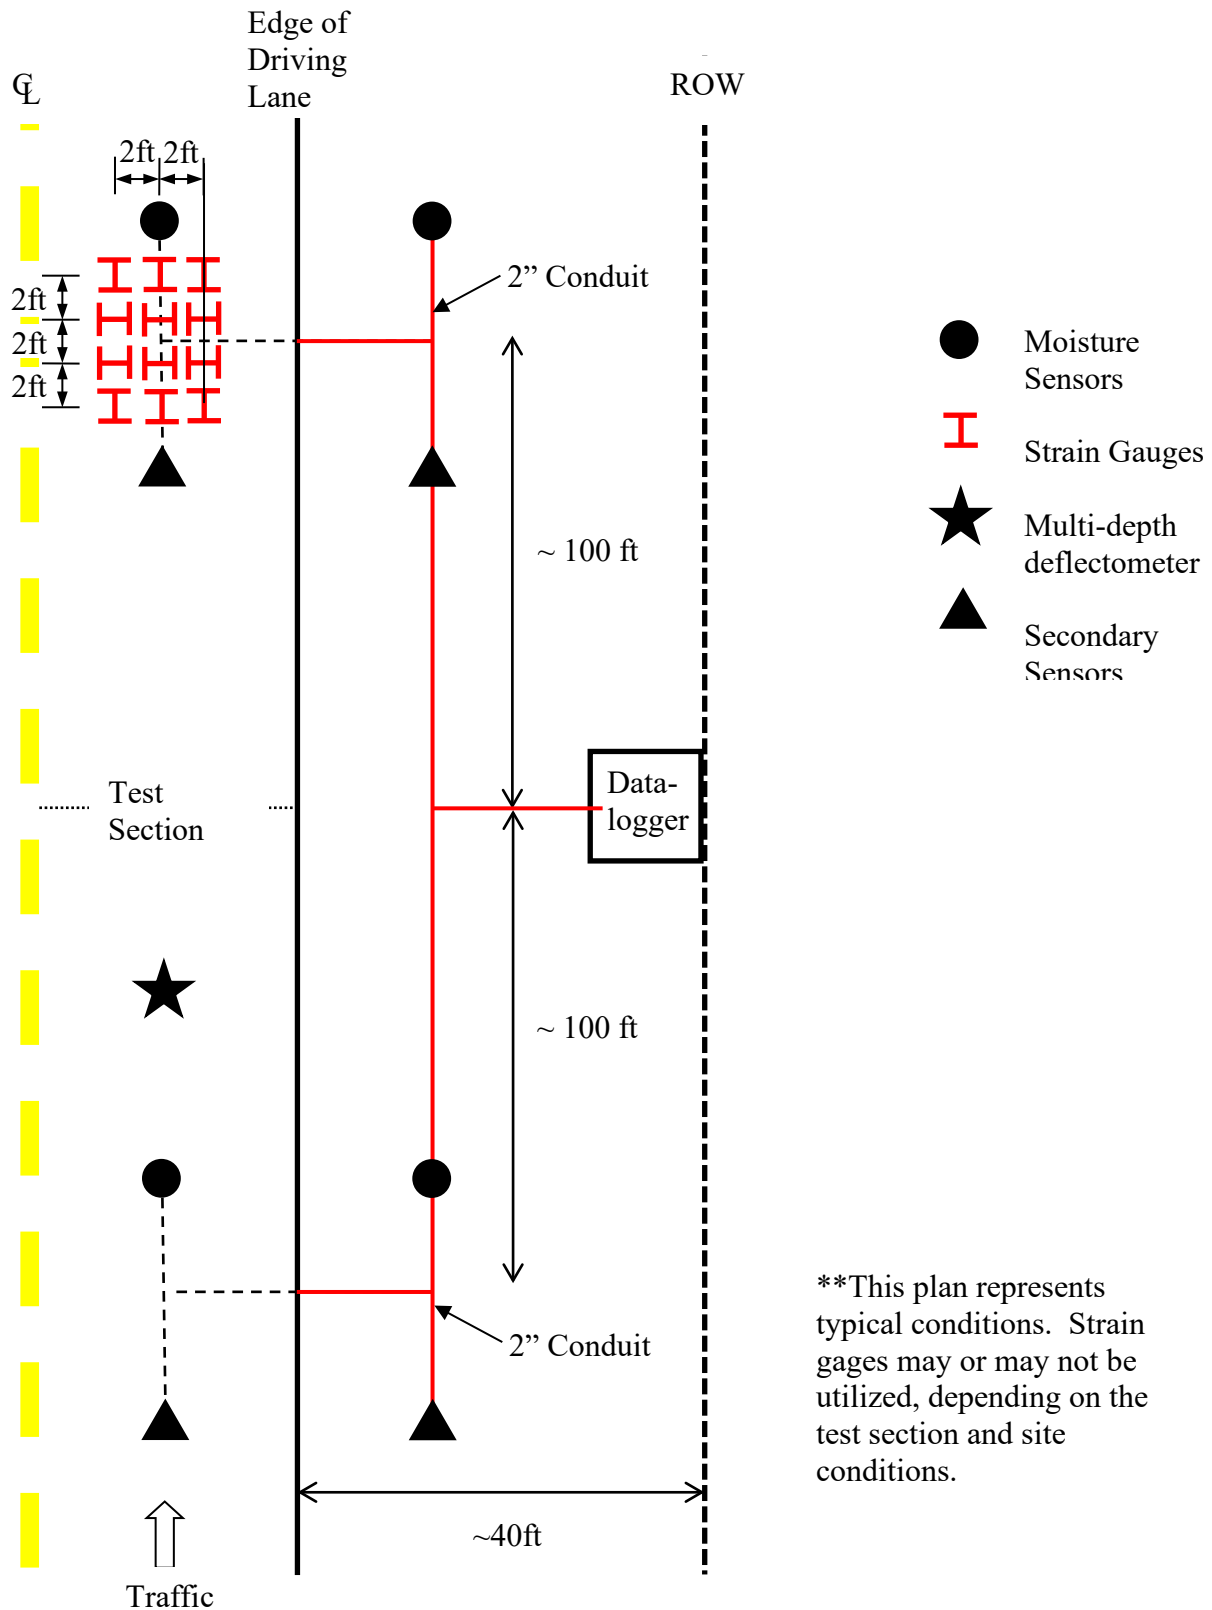 Edge of
Driving
Lane
℄
ROW
2ft 2ft
2ft
2ft
2ft
2” Conduit
~ 100 ft
Moisture
Sensors
Strain Gauges
Multi-depth
deflectometer
Secondary
Sensors
Test
Section
Data-
logger
~ 100 ft
2” Conduit
**This plan represents
typical conditions. Strain
gages may or may not be
utilized, depending on the
test section and site
conditions.
~40ft
Traffic